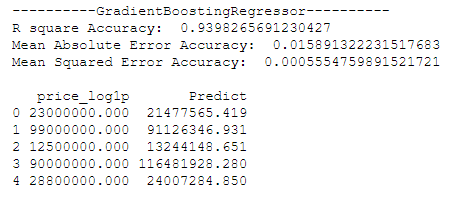 ----------GradientBoostingRegressor----------
R square Accuracy:  0.9398265691230427
Mean Absolute Error Accuracy:  0.015891322231517683
Mean Squared Error Accuracy:  0.0005554759891521721
price_log1p Predict
0 23000000.000 21477565.419
1 99000000.000 91126346.931
2 12500000.000 13244148.651
3 90000000.000 116481928.280
4 28800000.000 24007284.850